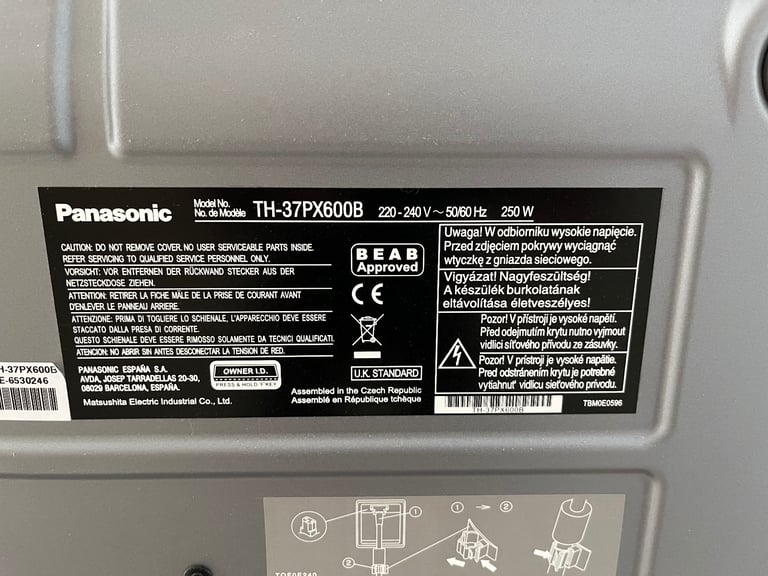 Panasonic
Model No.
No. de Modèle
TH-37PX600B
220 - 240 V ~ 50/60 Hz 250 W
CAUTION: DO NOT REMOVE COVER. NO USER SERVICEABLE PARTS INSIDE.
REFER SERVICING TO QUALIFIED SERVICE PERSONNEL ONLY.
VORSICHT: VOR ENTFERNEN DER RÜCKWAND STECKER AUS DER
NETZSTECKDOSE ZIEHEN.
ATTENTION: RETIRER LA FICHE MÂLE DE LA PRISE DE COURANT AVANT
D'ENLEVER LE PANNEAU ARRIERE.
ATTENZIONE: PRIMA DI TOGLIERE LO SCHIENALE, L'APPARECCHIO DEVE ESSERE
STACCATO DALLA PRESA DI CORRENTE.
QUESTO SCHIENALE DEVE ESSERE RIMOSSO SOLAMENTE DA TECNICI QUALIFICATI.
ATENCION: NO ABRIR SIN ANTES DESCONECTAR LA TENSION DE RED.
PANASONIC ESPAÑA S.A.
AVDA, JOSEP TARRADELLAS 20-30,
08029 BARCELONA, ESPAÑA.
Matsushita Electric Industrial Co., Ltd.
OWNER I.D.
PRESS & HOLD 'F' KEY
BEAB
Approved
CE
U.K. STANDARD
Assembled in the Czech Republic
Assemblé en République tchèque
Uwaga! W odbiorniku wysokie napięcie.
Przed zdjęciem pokrywy wyciągnąć
wtyczkę z gniazda sieciowego.
Vigyázat! Nagyfeszültség!
A készülék burkolatának
eltávolítása életveszélyes!
Pozor! V přístroji je vysoké napětí.
Před odejmutím krytu nutno vyjmout
vidlici síťového přívodu ze zásuvky.
Pozor! V prístroji je vysoké napätie.
Pred odstránením krytu je potrebné
vytiahnuť vidlicu sieťového prívodu.
TH-37PX600B
TBM0E0596
H-37PX600B
E-6530246
1
2
1 → 2